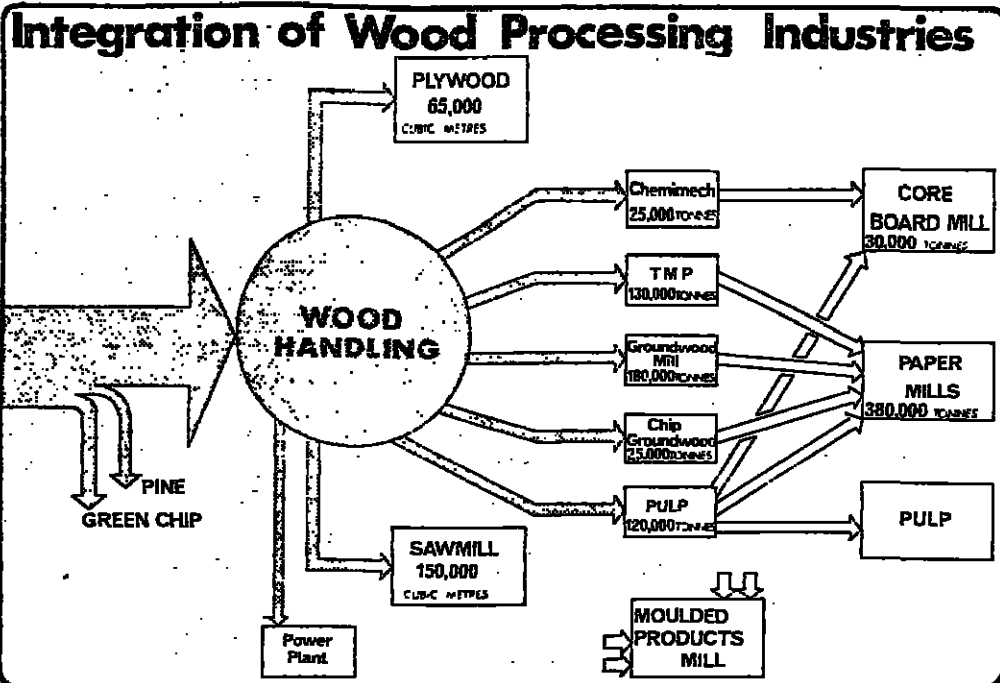 Integration of Wood Processing Industries
PLYWOOD
65,000
CUBIC METRES
Chemimech
25,000 TONNES
CORE
BOARD MILL
30,000 TONNES
TMP
130,000 TONNES
WOOD
HANDLING
Groundwood
Mill
180,000 TONNES
PAPER
MILLS
380,000 TONNES
Chip
Groundwood
25,000 TONNES
PINE
GREEN CHIP
PULP
120,000 TONNES
PULP
SAWMILL
150,000
CUBIC METRES
MOULDED
PRODUCTS
MILL
Power
Plant